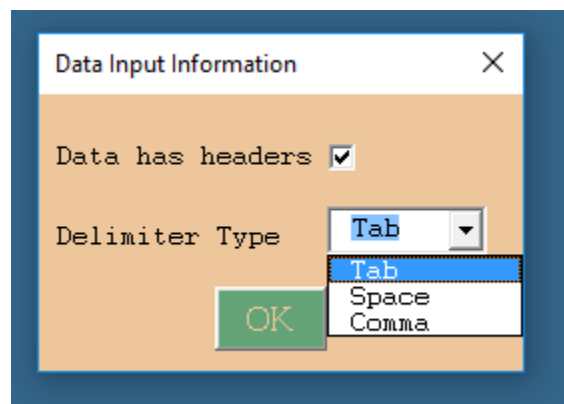 Data Input Information
Data has headers
Delimiter Type Tab
Tab
Space
OK Comma